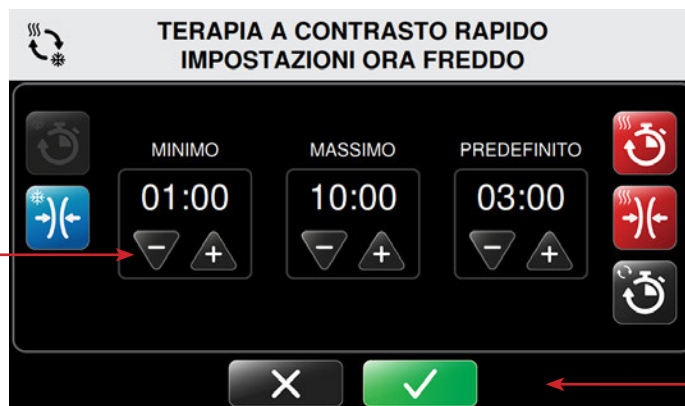 TERAPIA A CONTRASTO RAPIDO
IMPOSTAZIONI ORA FREDDO
MINIMO MASSIMO PREDEFINITO
01:00 10:00 03:00